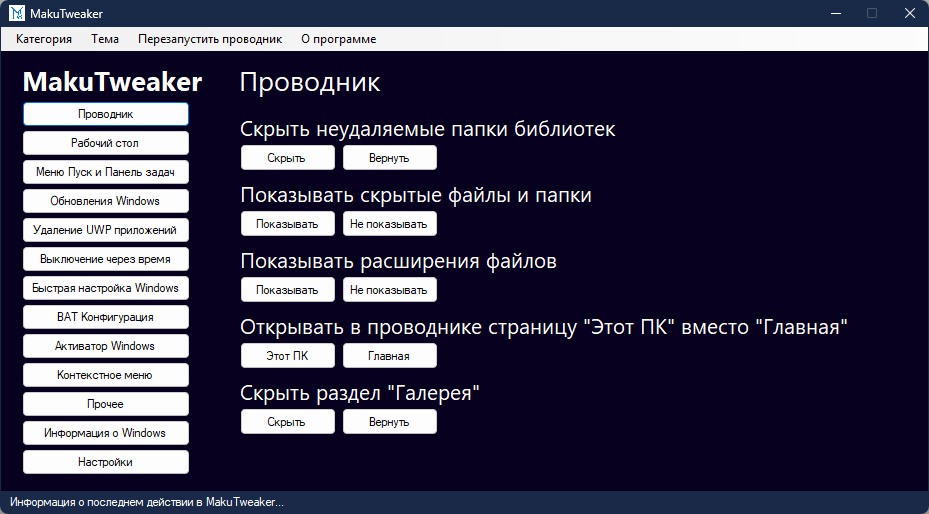 MakuTweaker
Категория Тема Перезапустить проводник О программе
MakuTweaker
Проводник
Рабочий стол
Меню Пуск и Панель задач
Обновления Windows
Удаление UWP приложений
Выключение через время
Быстрая настройка Windows
BAT Конфигурация
Активатор Windows
Контекстное меню
Прочее
Информация о Windows
Настройки
Проводник
Скрыть неудаляемые папки библиотек
Скрыть Вернуть
Показывать скрытые файлы и папки
Показывать Не показывать
Показывать расширения файлов
Показывать Не показывать
Открывать в проводнике страницу "Этот ПК" вместо "Главная"
Этот ПК Главная
Скрыть раздел "Галерея"
Скрыть Вернуть
Информация о последнем действии в MakuTweaker...